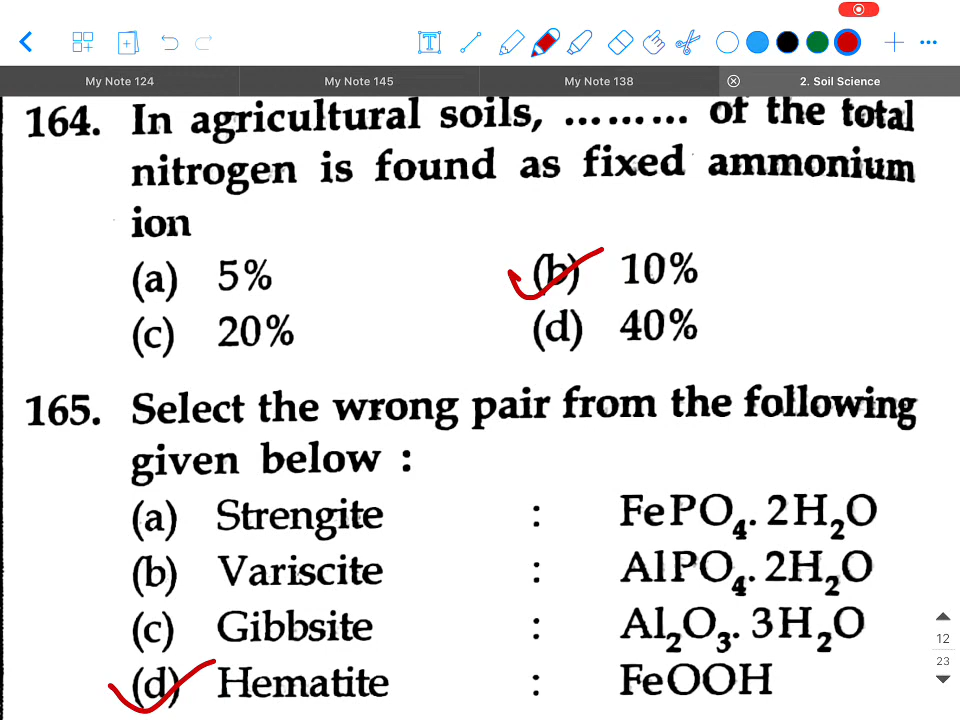 My Note 124 My Note 145 My Note 138 2. Soil Science
164. In agricultural soils, ......... of the total
nitrogen is found as fixed ammonium
ion
(a) 5% (b) 10%
(c) 20% (d) 40%
165. Select the wrong pair from the following
given below :
(a) Strengite : FePO₄. 2H₂O
(b) Variscite : AlPO₄. 2H₂O
(c) Gibbsite : Al₂O₃. 3H₂O
(d) Hematite : FeOOH
12
23